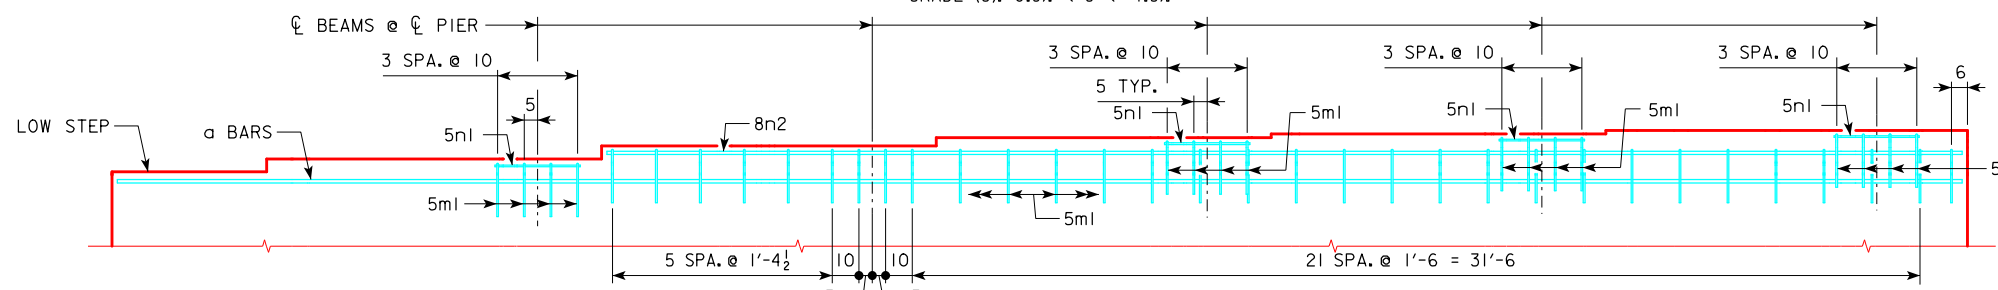 ℄ BEAMS @ ℄ PIER
3 SPA. @ 10
3 SPA. @ 10
3 SPA. @ 10
3 SPA. @ 10
5 TYP.
6
5
LOW STEP
a BARS
5n1
8n2
5n1
5m1
5n1
5m1
5n1
5m1
5m1
5
5 SPA. @ 1'-4½
10
10
21 SPA. @ 1'-6 = 31'-6